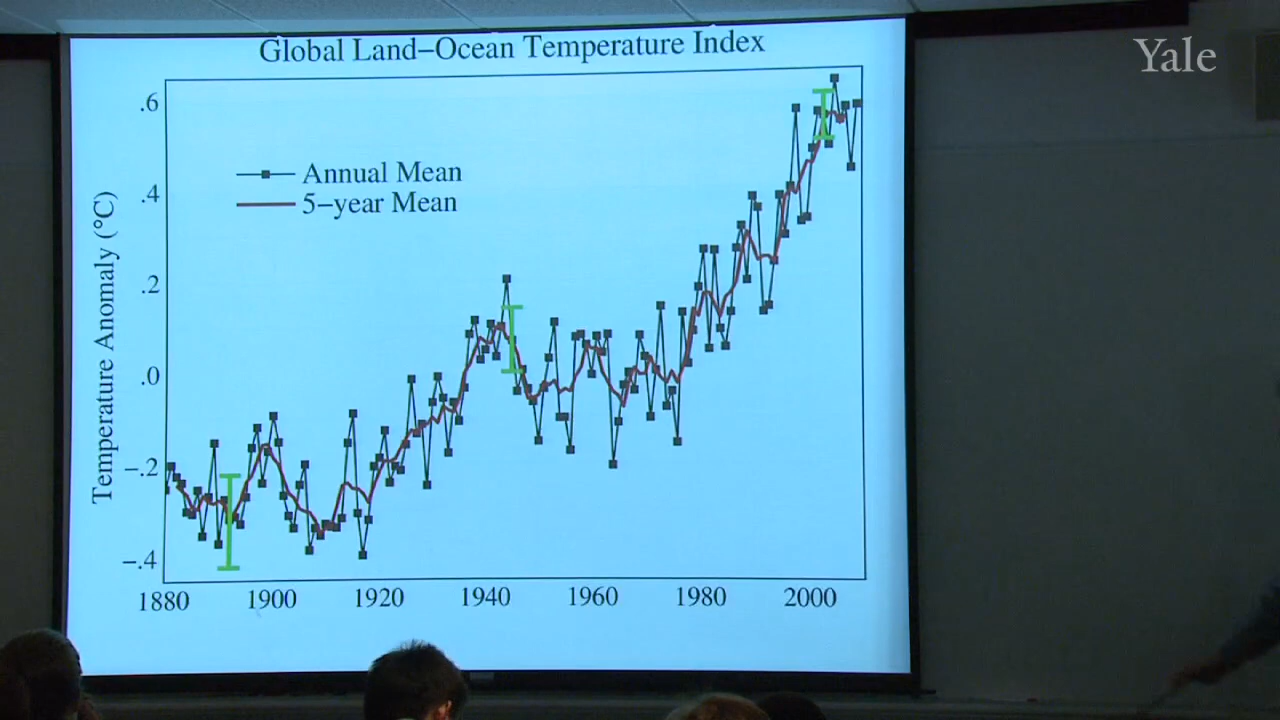 Global Land–Ocean Temperature Index
Yale
.6
.4
.2
.0
–.2
–.4
Temperature Anomaly (°C)
Annual Mean
5–year Mean
1880 1900 1920 1940 1960 1980 2000